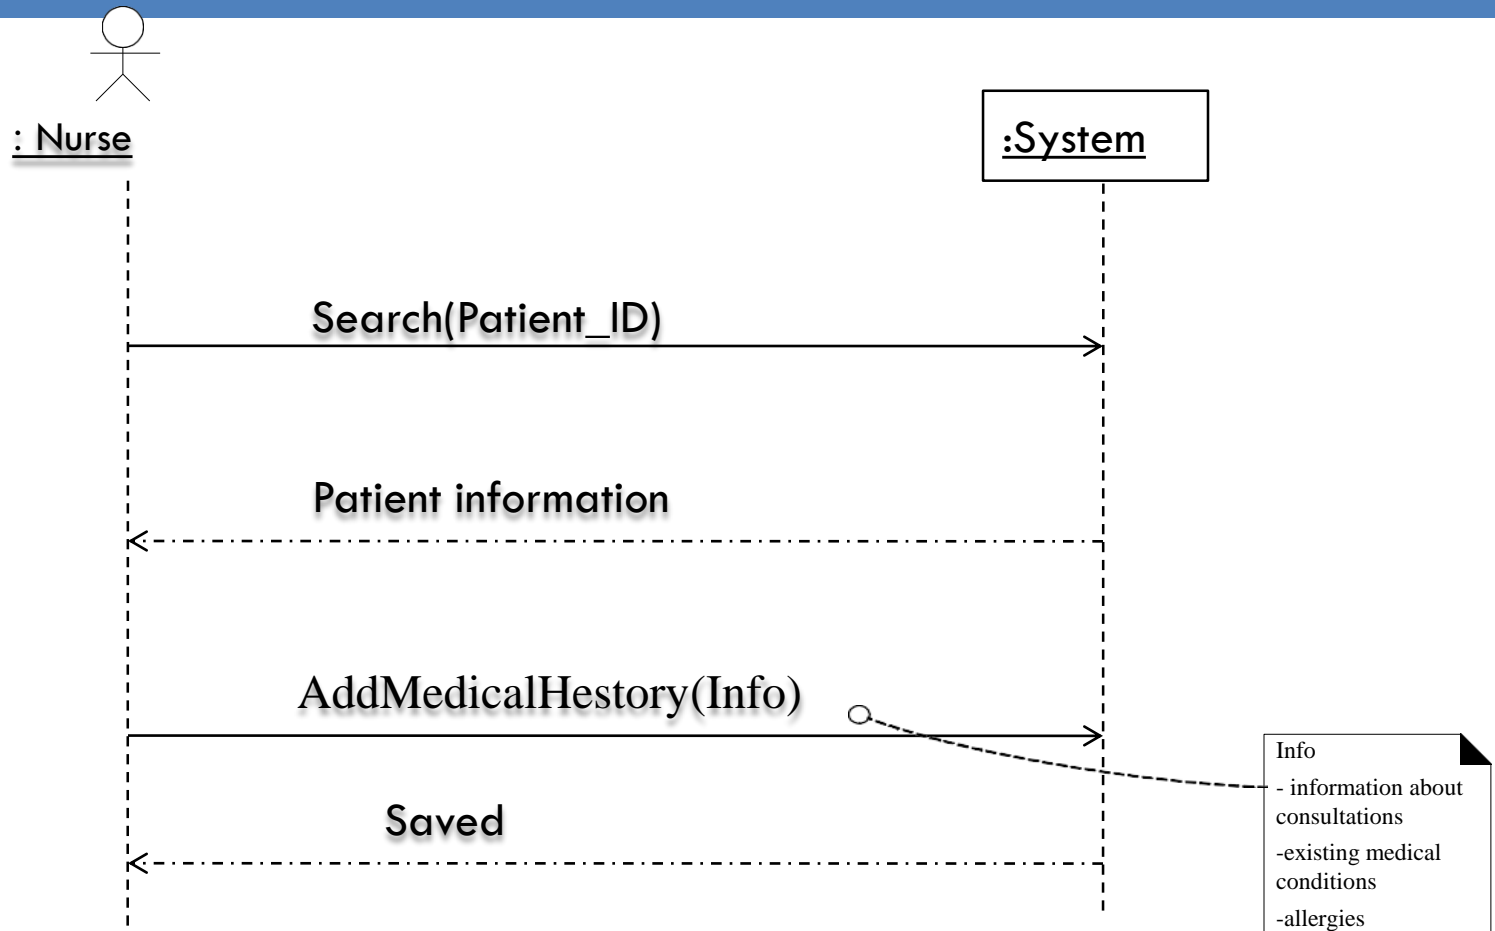 : Nurse
:System
Search(Patient_ID)
Patient information
AddMedicalHestory(Info)
Saved
Info
- information about
consultations
-existing medical
conditions
-allergies